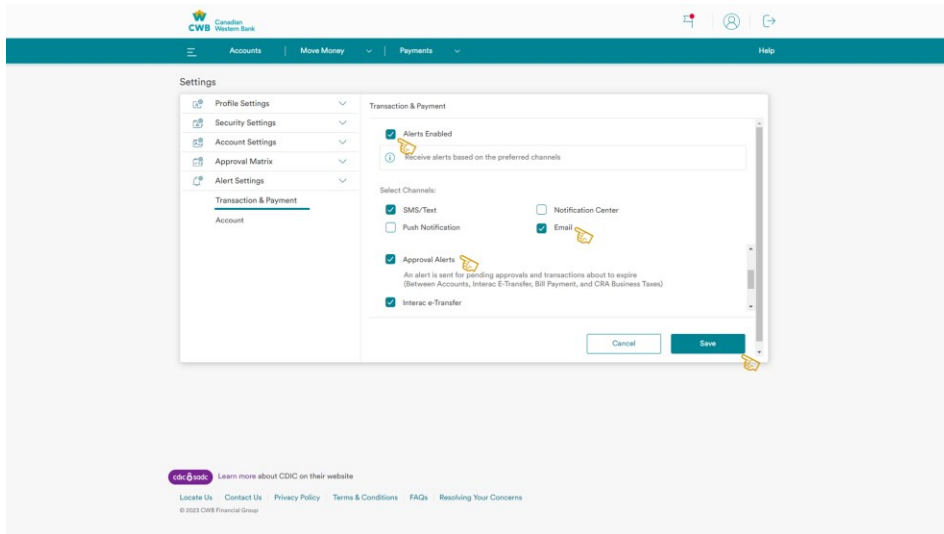 CWB Canadian Western Bank
Accounts Move Money Payments Help
Settings
Profile Settings
Security Settings
Account Settings
Approval Matrix
Alert Settings
Transaction & Payment
Account
Transaction & Payment
Alerts Enabled
Receive alerts based on the preferred channels
Select Channels:
SMS/Text Notification Center
Push Notification Email
Approval Alerts
An alert is sent for pending approvals and transactions about to expire
(Between Accounts, Interac E-Transfer, Bill Payment, and CRA Business Taxes)
Interac e-Transfer
Cancel Save
cdic sadc Learn more about CDIC on their website
Locate Us Contact Us Privacy Policy Terms & Conditions FAQs Resolving Your Concerns
© 2023 CWB Financial Group